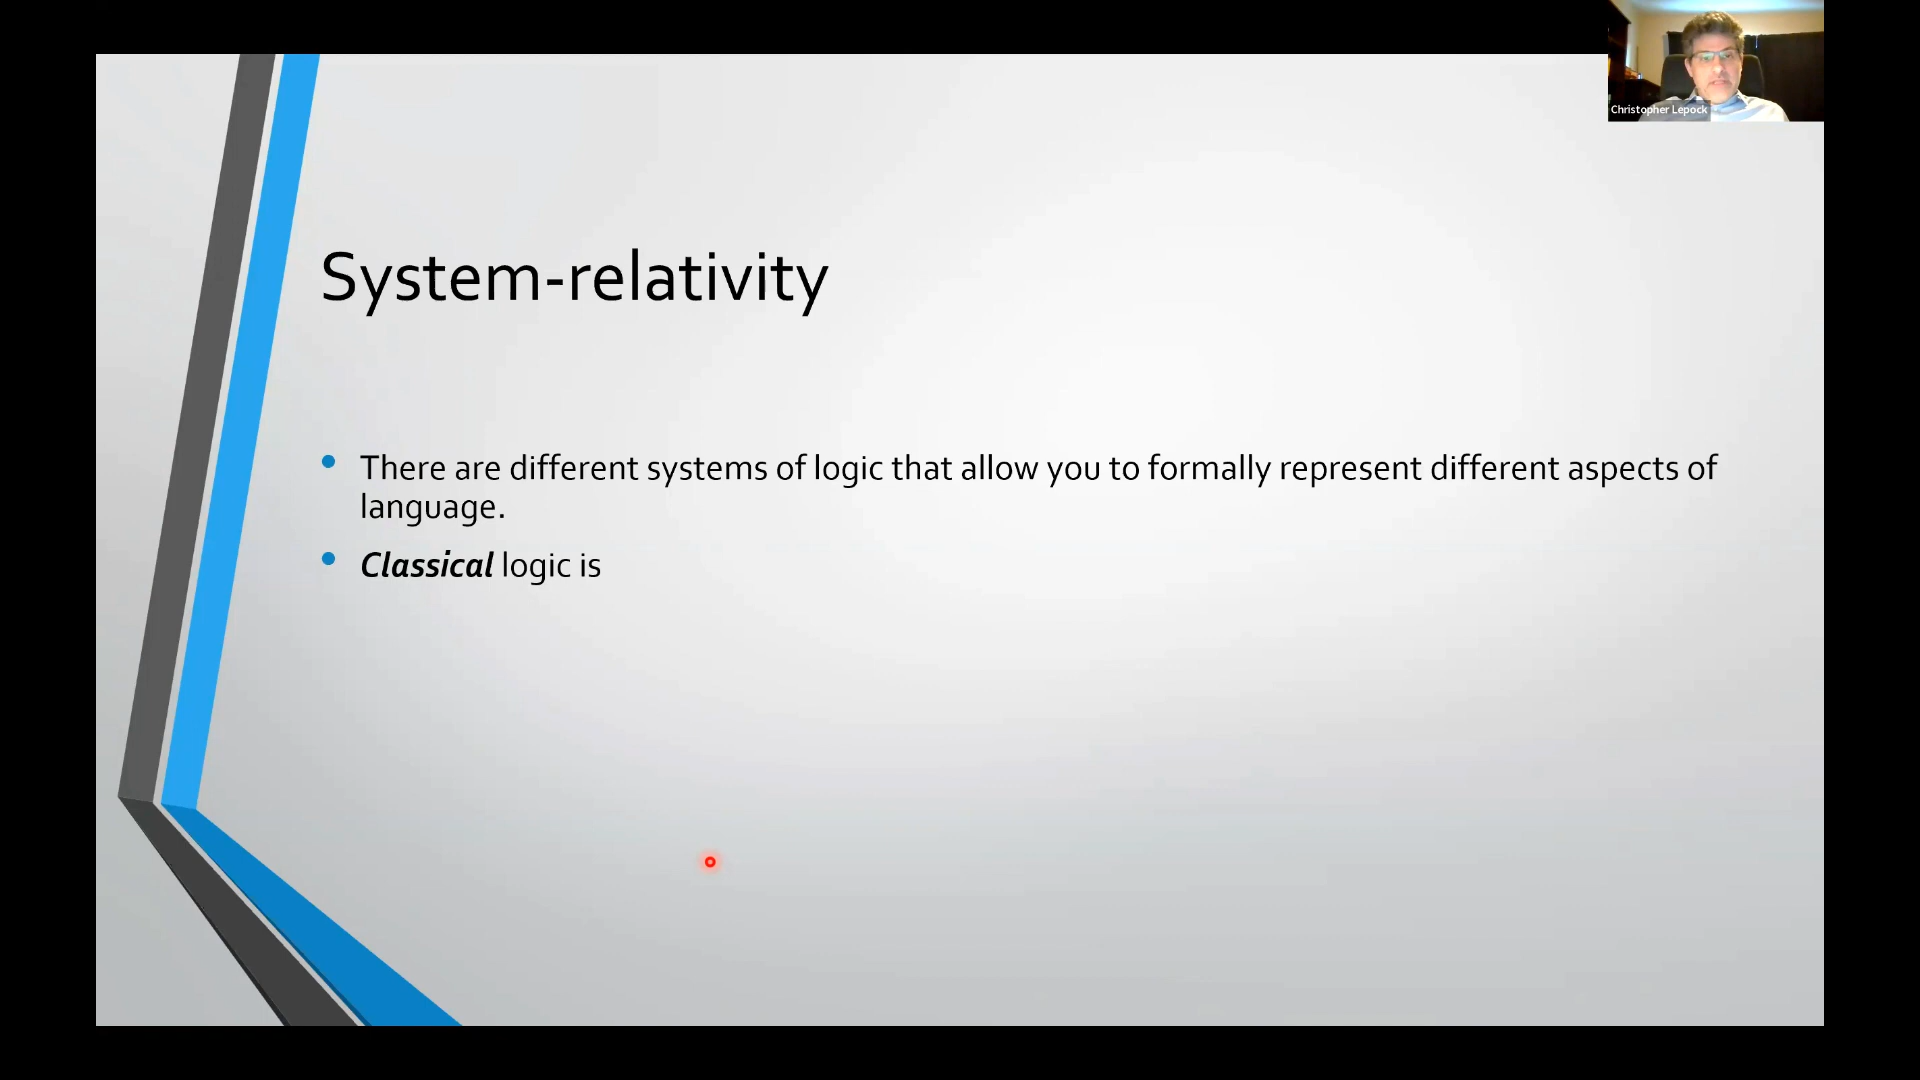 Christopher Lepock
System-relativity
There are different systems of logic that allow you to formally represent different aspects of
language.
Classical logic is